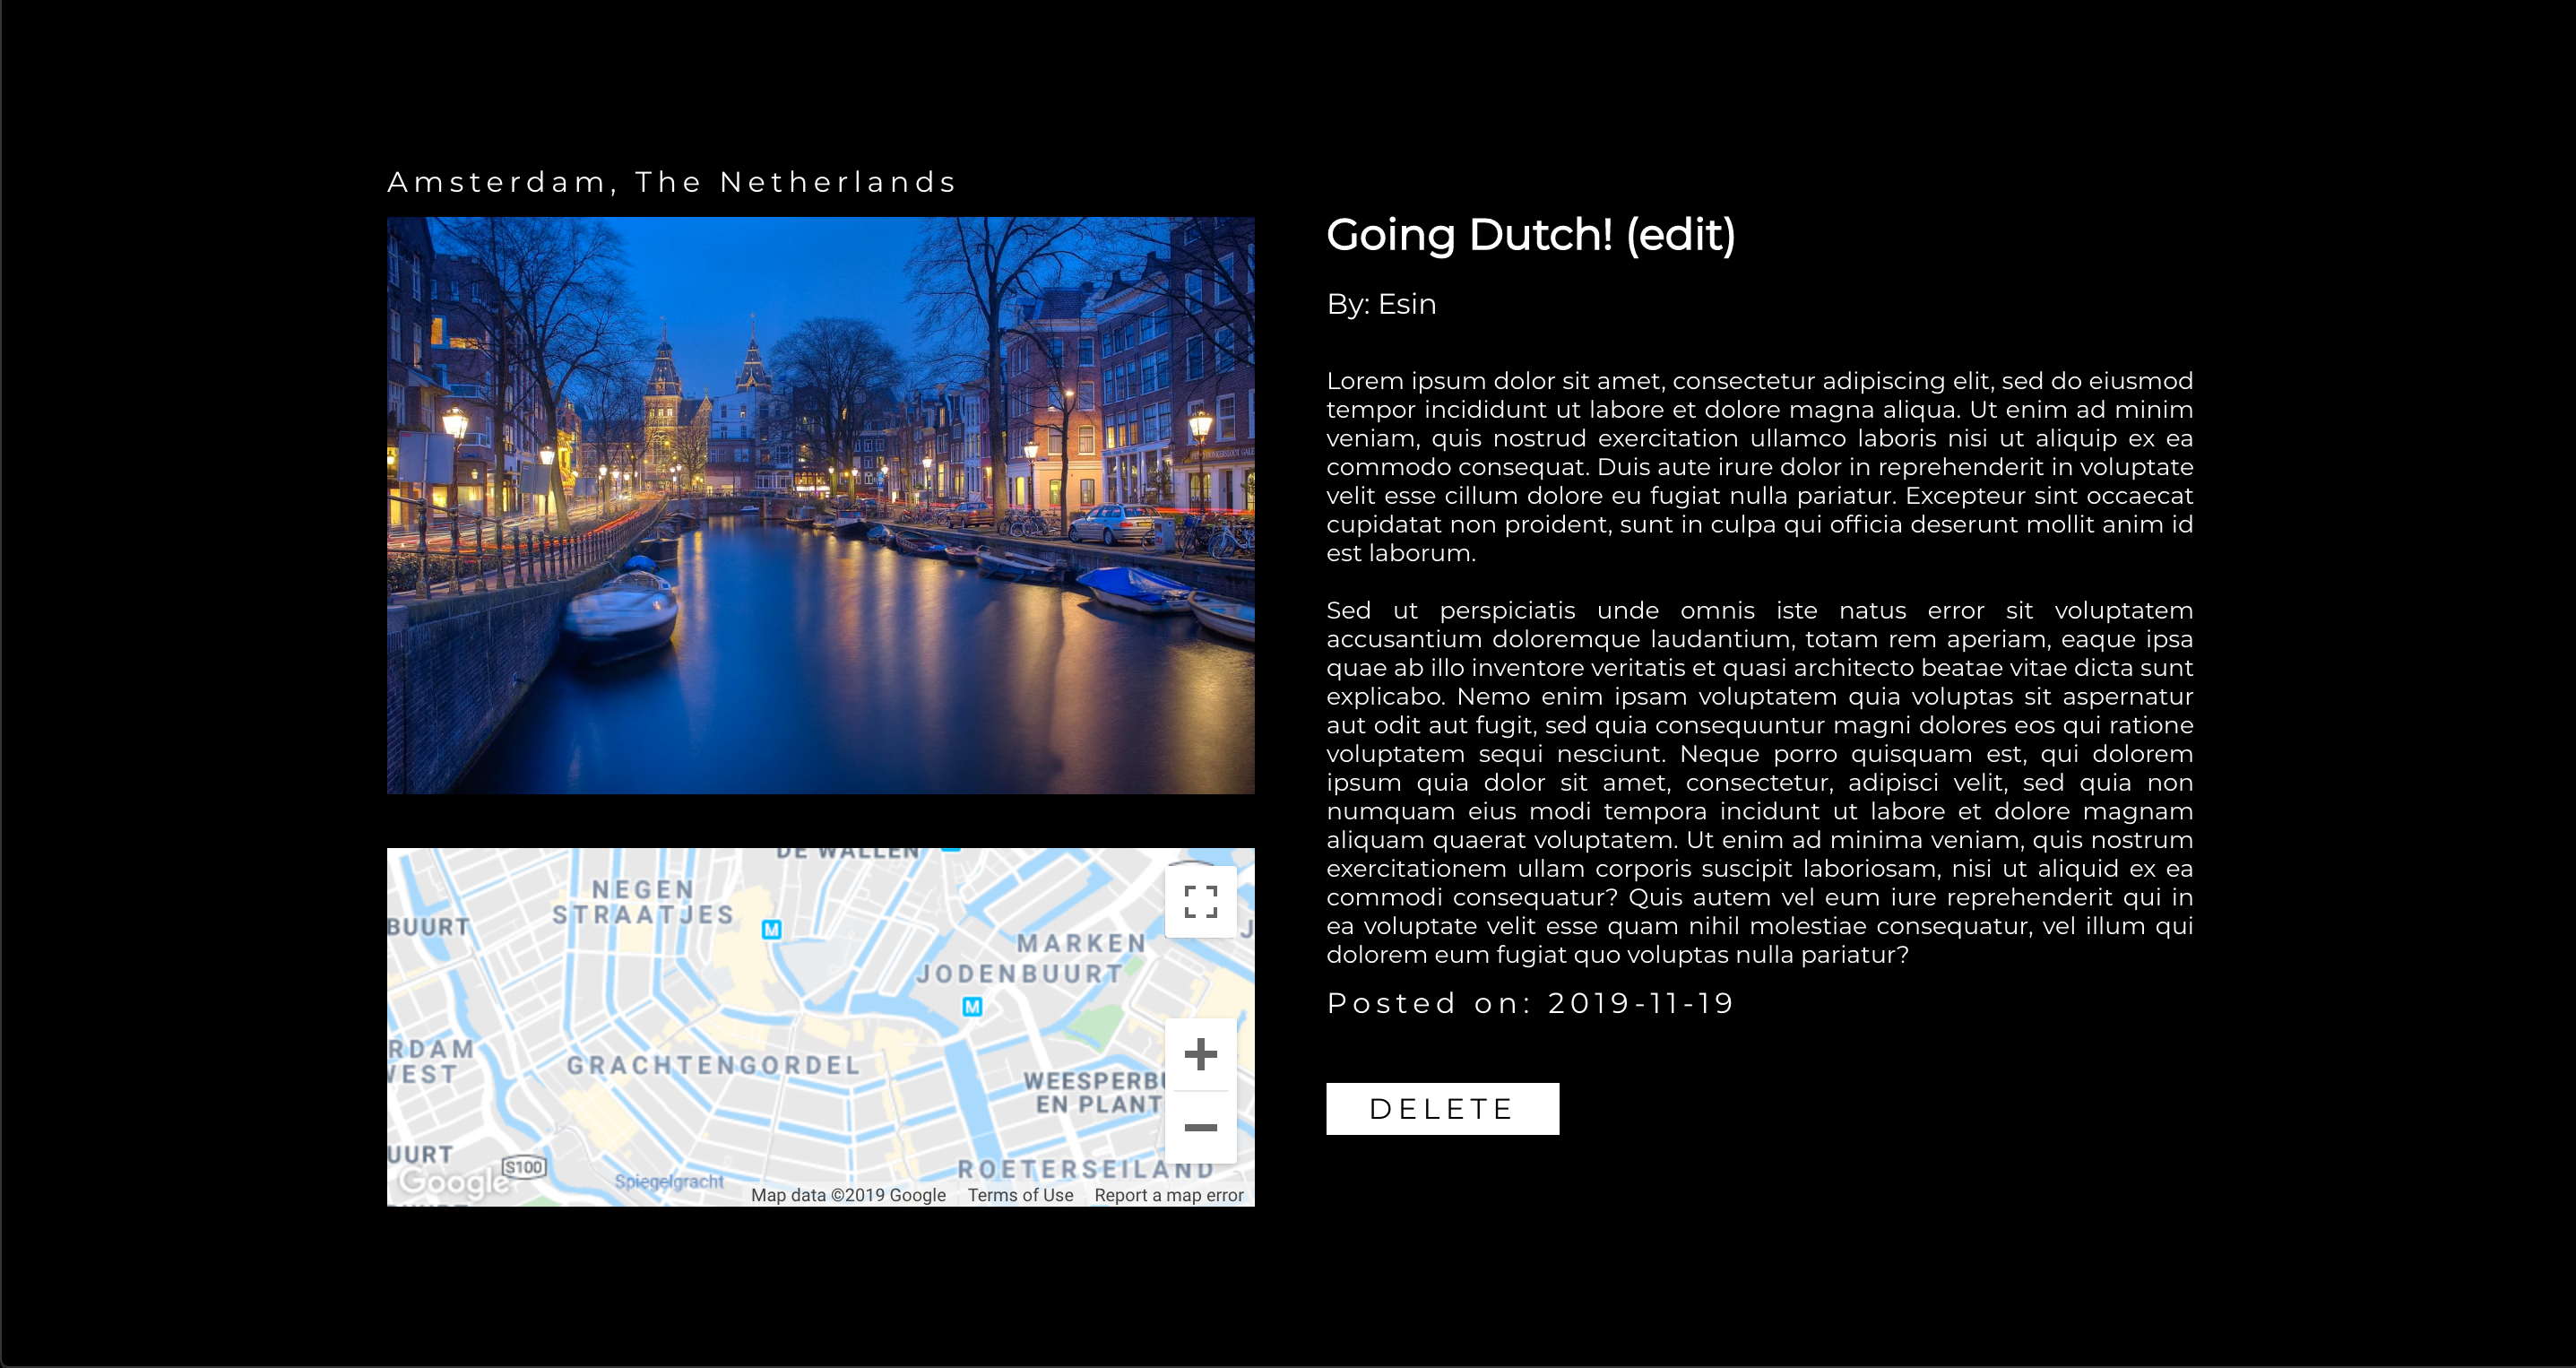 Amsterdam, The Netherlands
Going Dutch! (edit)
By: Esin
Lorem ipsum dolor sit amet, consectetur adipiscing elit, sed do eiusmod
tempor incididunt ut labore et dolore magna aliqua. Ut enim ad minim
veniam, quis nostrud exercitation ullamco laboris nisi ut aliquip ex ea
commodo consequat. Duis aute irure dolor in reprehenderit in voluptate
velit esse cillum dolore eu fugiat nulla pariatur. Excepteur sint occaecat
cupidatat non proident, sunt in culpa qui officia deserunt mollit anim id
est laborum.
Sed ut perspiciatis unde omnis iste natus error sit voluptatem
accusantium doloremque laudantium, totam rem aperiam, eaque ipsa
quae ab illo inventore veritatis et quasi architecto beatae vitae dicta sunt
explicabo. Nemo enim ipsam voluptatem quia voluptas sit aspernatur
aut odit aut fugit, sed quia consequuntur magni dolores eos qui ratione
voluptatem sequi nesciunt. Neque porro quisquam est, qui dolorem
ipsum quia dolor sit amet, consectetur, adipisci velit, sed quia non
numquam eius modi tempora incidunt ut labore et dolore magnam
aliquam quaerat voluptatem. Ut enim ad minima veniam, quis nostrum
exercitationem ullam corporis suscipit laboriosam, nisi ut aliquid ex ea
commodi consequatur? Quis autem vel eum iure reprehenderit qui in
ea voluptate velit esse quam nihil molestiae consequatur, vel illum qui
dolorem eum fugiat quo voluptas nulla pariatur?
Posted on: 2019-11-19
DELETE
DE WALLEN
NEGEN
STRAATJES
BUURT
M
MARKEN
JODENBUURT
M
RDAM
VEST
GRACHTENGORDEL
WEESPERBU
EN PLANT
UURT
S100
ROETERSEILAND
Google
Spiegelgracht
Map data ©2019 Google
Terms of Use
Report a map error